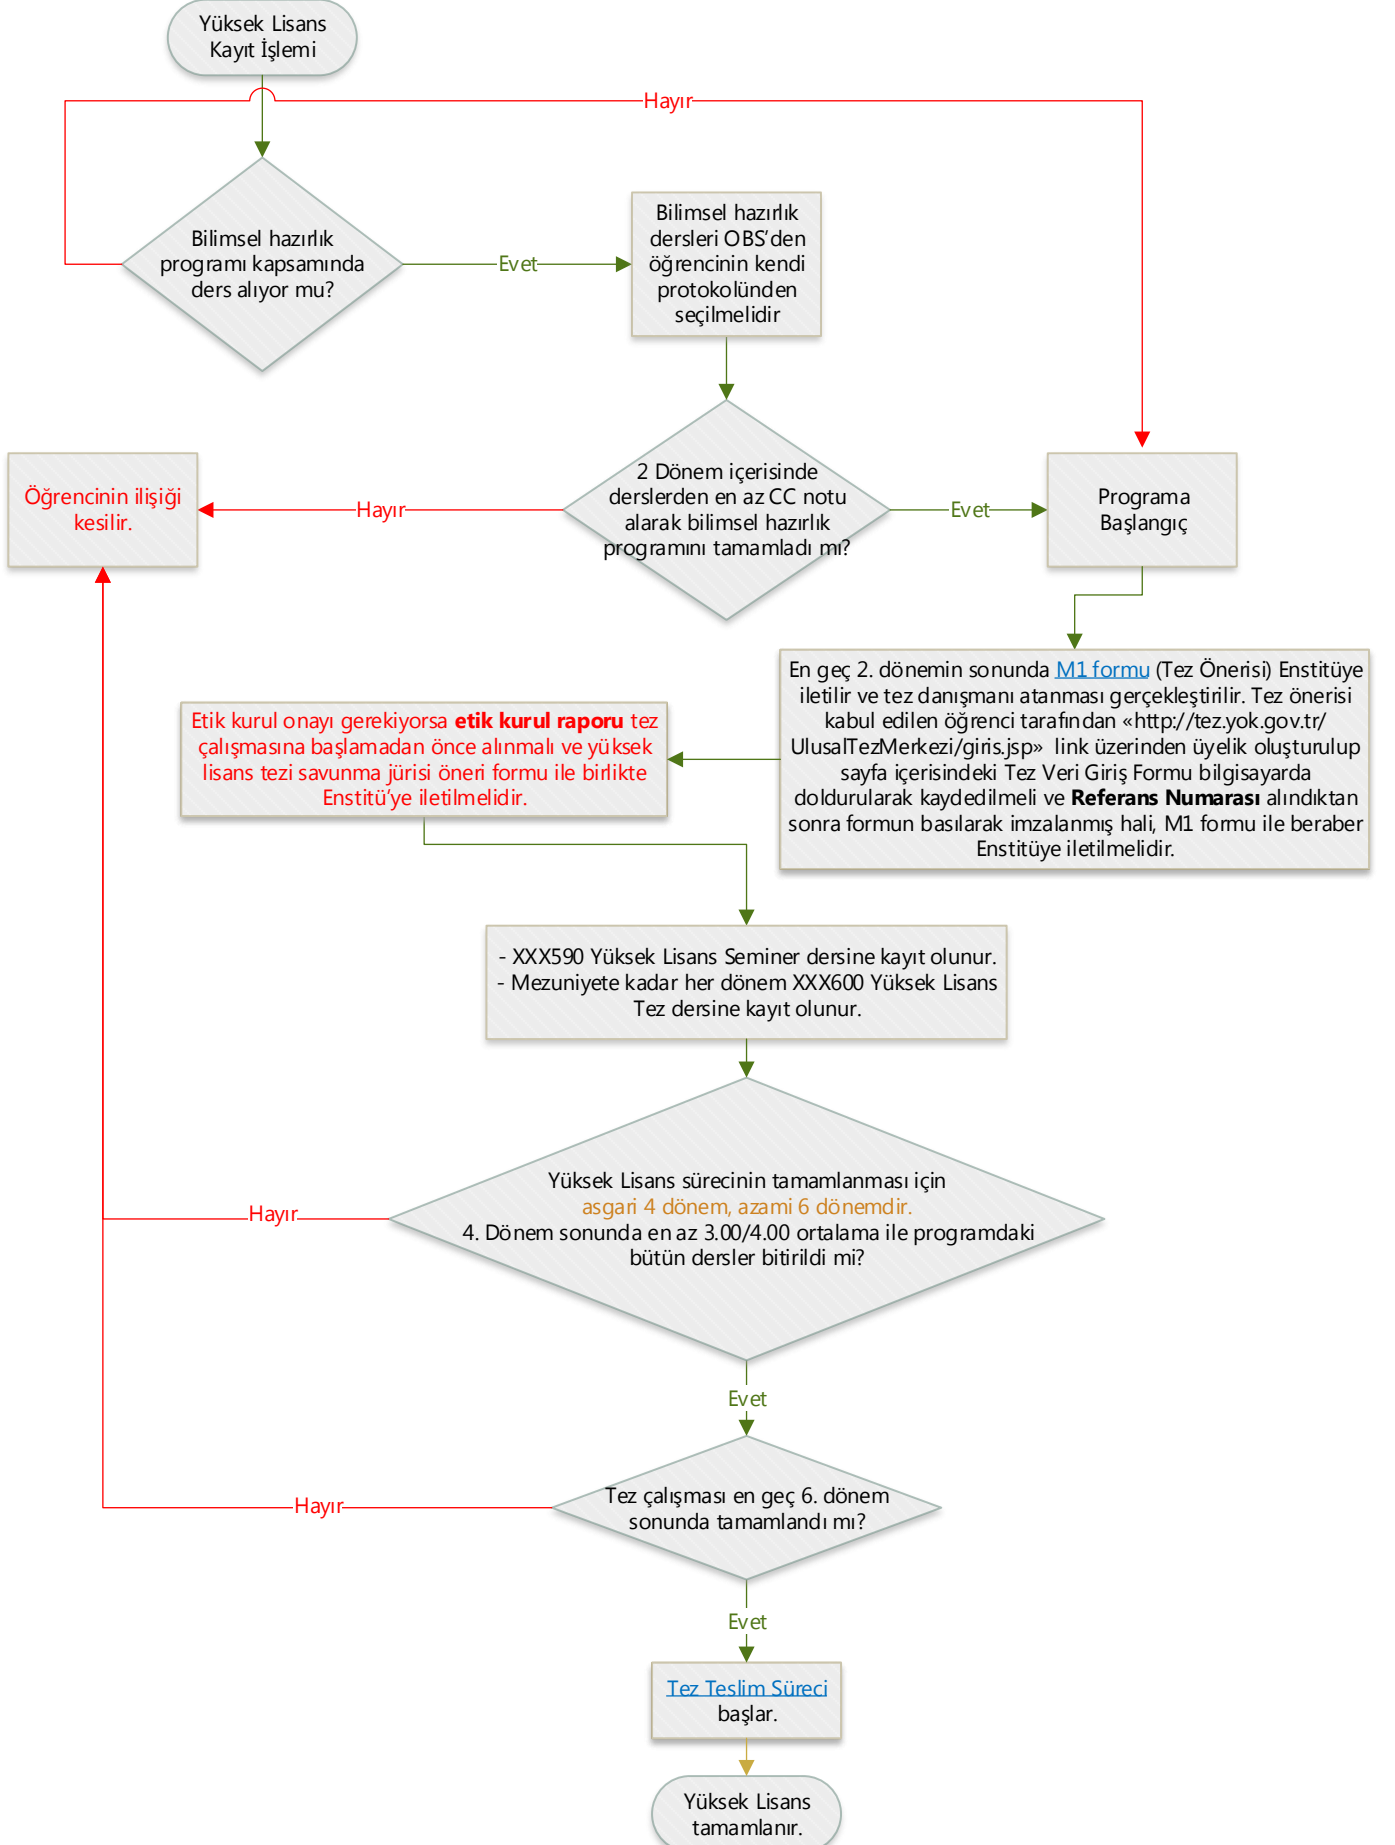 Yüksek Lisans
Kayıt İşlemi
Hayır
Bilimsel hazırlık
programı kapsamında
ders alıyor mu?
Evet
Bilimsel hazırlık
dersleri OBS’den
öğrencinin kendi
protokolünden
seçilmelidir
Öğrencinin ilişiği
kesilir.
Hayır
2 Dönem içerisinde
derslerden en az CC notu
alarak bilimsel hazırlık
programını tamamladı mı?
Evet
Programa
Başlangıç
En geç 2. dönemin sonunda M1 formu (Tez Önerisi) Enstitüye
iletilir ve tez danışmanı atanması gerçekleştirilir. Tez önerisi
kabul edilen öğrenci tarafından «http://tez.yok.gov.tr/
UlusalTezMerkezi/giris.jsp» link üzerinden üyelik oluşturulup
sayfa içerisindeki Tez Veri Giriş Formu bilgisayarda
doldurularak kaydedilmeli ve Referans Numarası alındıktan
sonra formun basılarak imzalanmış hali, M1 formu ile beraber
Enstitüye iletilmelidir.
Etik kurul onayı gerekiyorsa etik kurul raporu tez
çalışmasına başlamadan önce alınmalı ve yüksek
lisans tezi savunma jürisi öneri formu ile birlikte
Enstitü’ye iletilmelidir.
- XXX590 Yüksek Lisans Seminer dersine kayıt olunur.
- Mezuniyete kadar her dönem XXX600 Yüksek Lisans
Tez dersine kayıt olunur.
Yüksek Lisans sürecinin tamamlanması için
asgari 4 dönem, azami 6 dönemdir.
4. Dönem sonunda en az 3.00/4.00 ortalama ile programdaki
bütün dersler bitirildi mi?
Hayır
Evet
Tez çalışması en geç 6. dönem
sonunda tamamlandı mı?
Hayır
Evet
Tez Teslim Süreci
başlar.
Yüksek Lisans
tamamlanır.